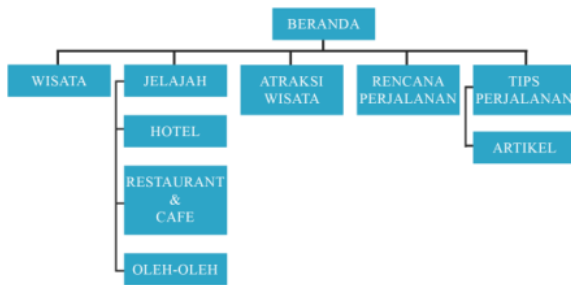 BERANDA
WISATA
JELAJAH
ATRAKSI
WISATA
RENCANA
PERJALANAN
TIPS
PERJALANAN
HOTEL
ARTIKEL
RESTAURANT
&
CAFE
OLEH-OLEH